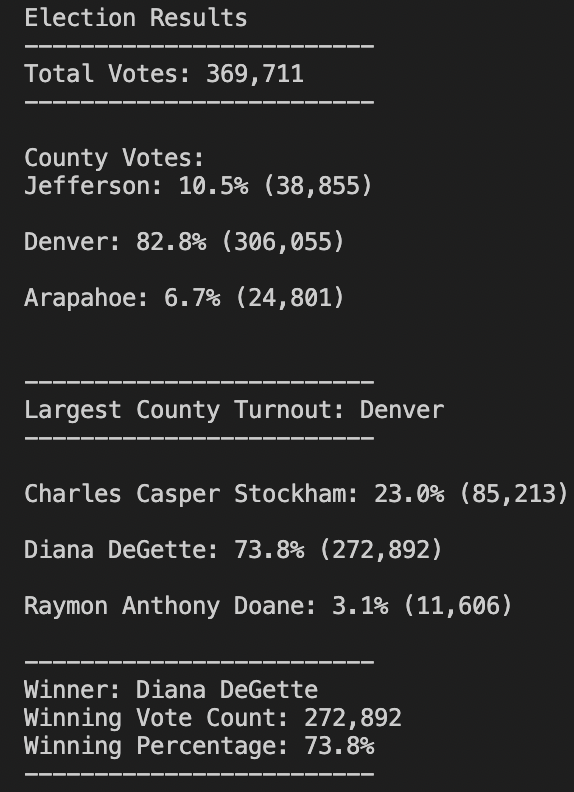 Election Results
-------------------------
Total Votes: 369,711
-------------------------
County Votes:
Jefferson: 10.5% (38,855)
Denver: 82.8% (306,055)
Arapahoe: 6.7% (24,801)
-------------------------
Largest County Turnout: Denver
-------------------------
Charles Casper Stockham: 23.0% (85,213)
Diana DeGette: 73.8% (272,892)
Raymon Anthony Doane: 3.1% (11,606)
-------------------------
Winner: Diana DeGette
Winning Vote Count: 272,892
Winning Percentage: 73.8%
-------------------------